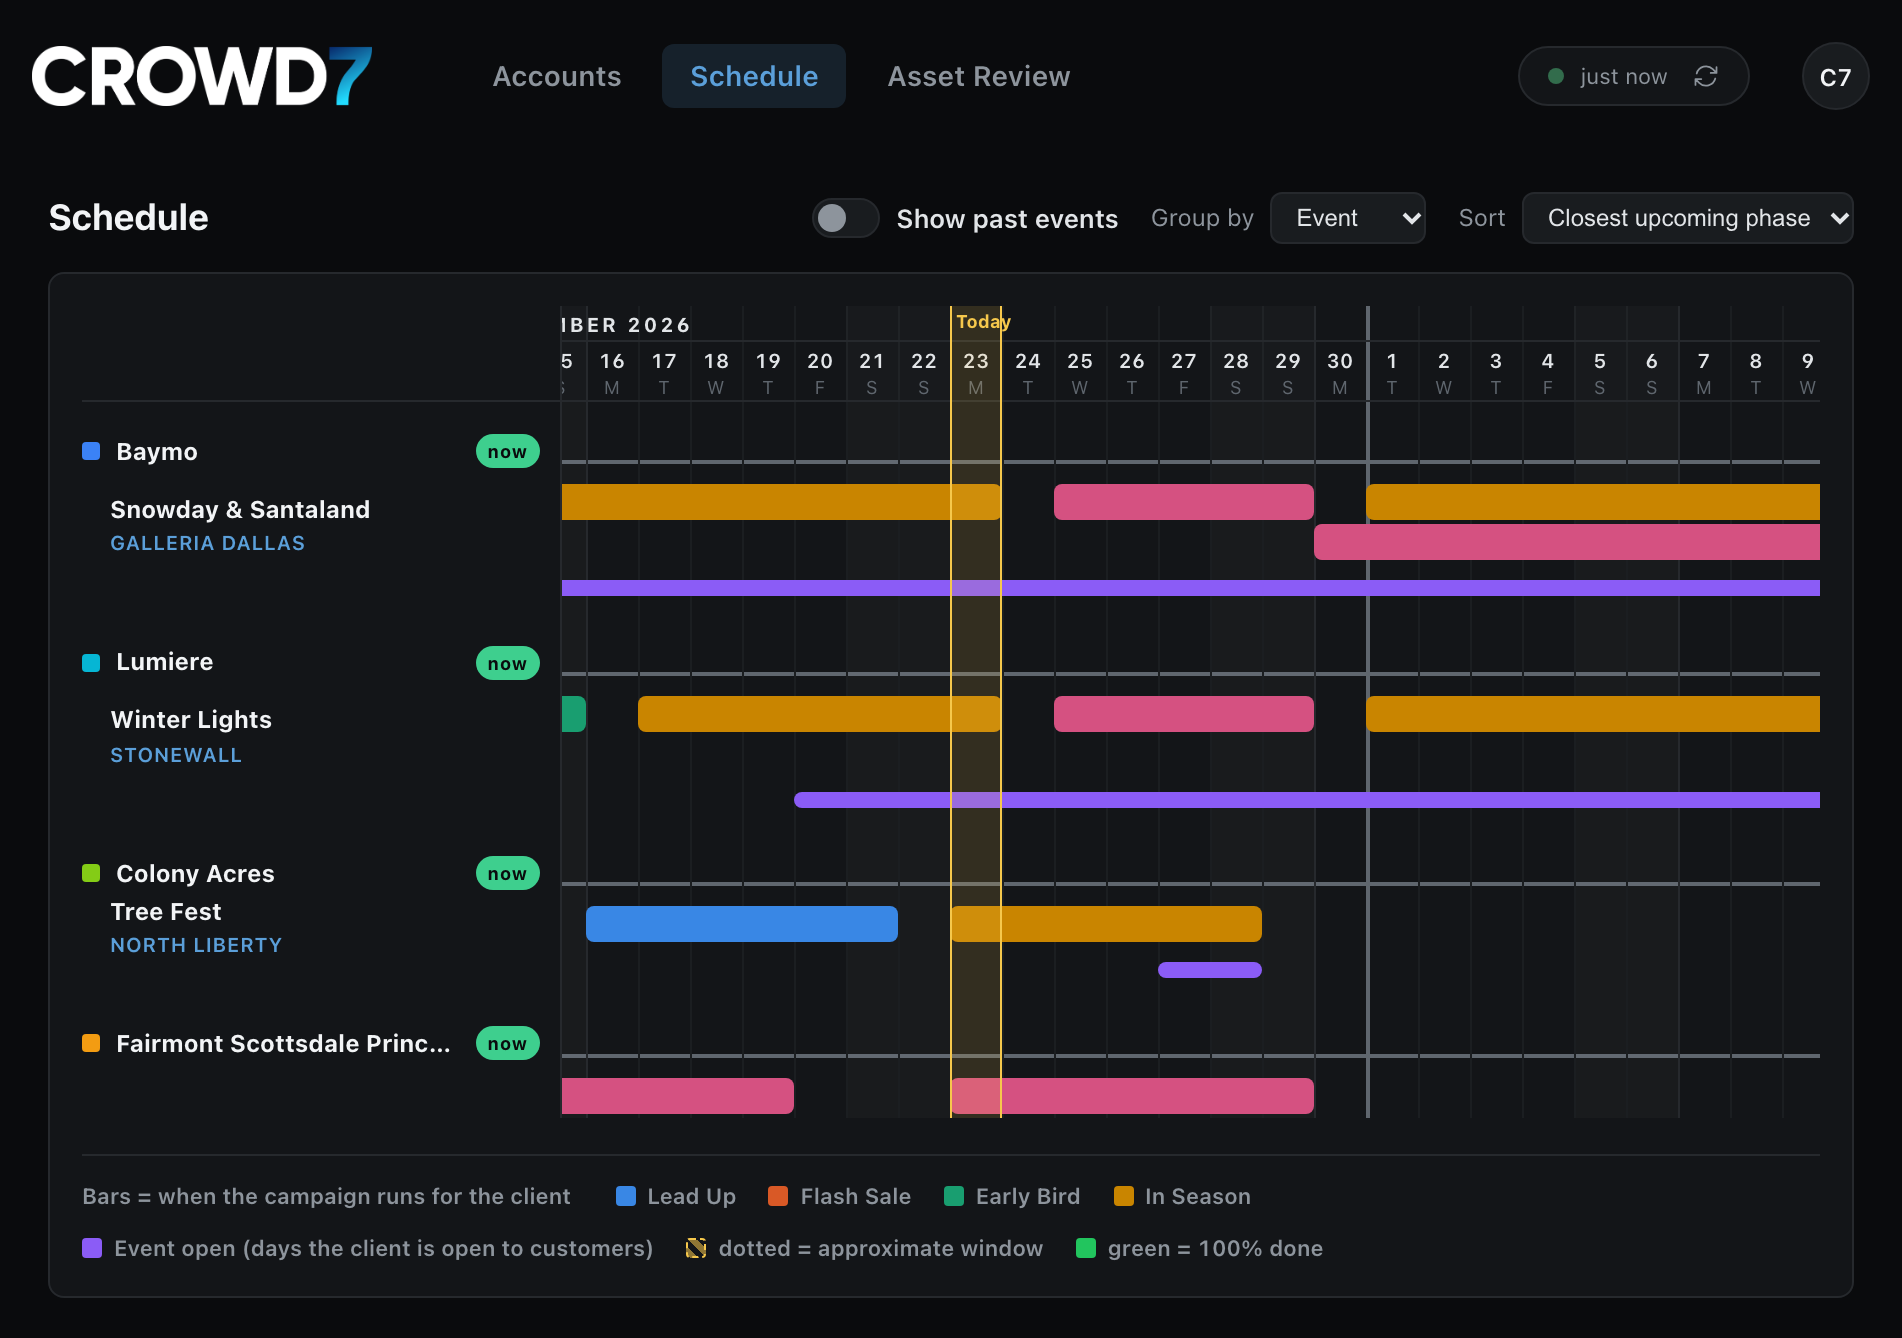 CROWD7
Accounts
Schedule
Asset Review
just now
C7
Schedule
Show past events
Group by
Event
Sort
Closest upcoming phase
BER 2026
Today
5 16 17 18 19 20 21 22 23 24 25 26 27 28 29 30 1 2 3 4 5 6 7 8 9
S M T W T F S S M T W T F S S M T W T F S S M T W
Baymo
now
Snowday & Santaland
GALLERIA DALLAS
Lumiere
now
Winter Lights
STONEWALL
Colony Acres
now
Tree Fest
NORTH LIBERTY
Fairmont Scottsdale Princ...
now
Bars = when the campaign runs for the client
Lead Up
Flash Sale
Early Bird
In Season
Event open (days the client is open to customers)
dotted = approximate window
green = 100% done